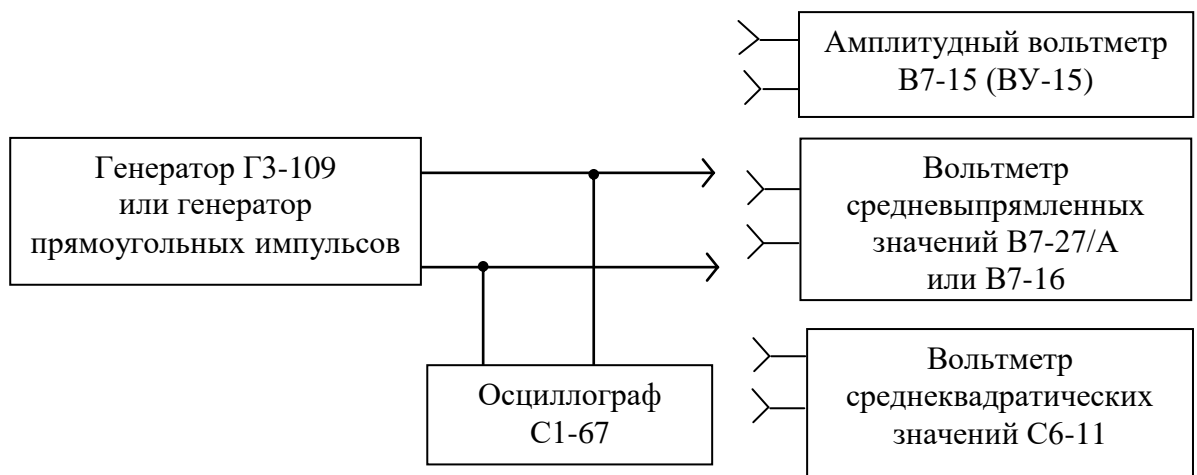 Амплитудный вольтметр
В7-15 (ВУ-15)
Генератор Г3-109
или генератор
прямоугольных импульсов
Вольтметр
средневыпрямленных
значений В7-27/А
или В7-16
Осциллограф
С1-67
Вольтметр
среднеквадратических
значений С6-11